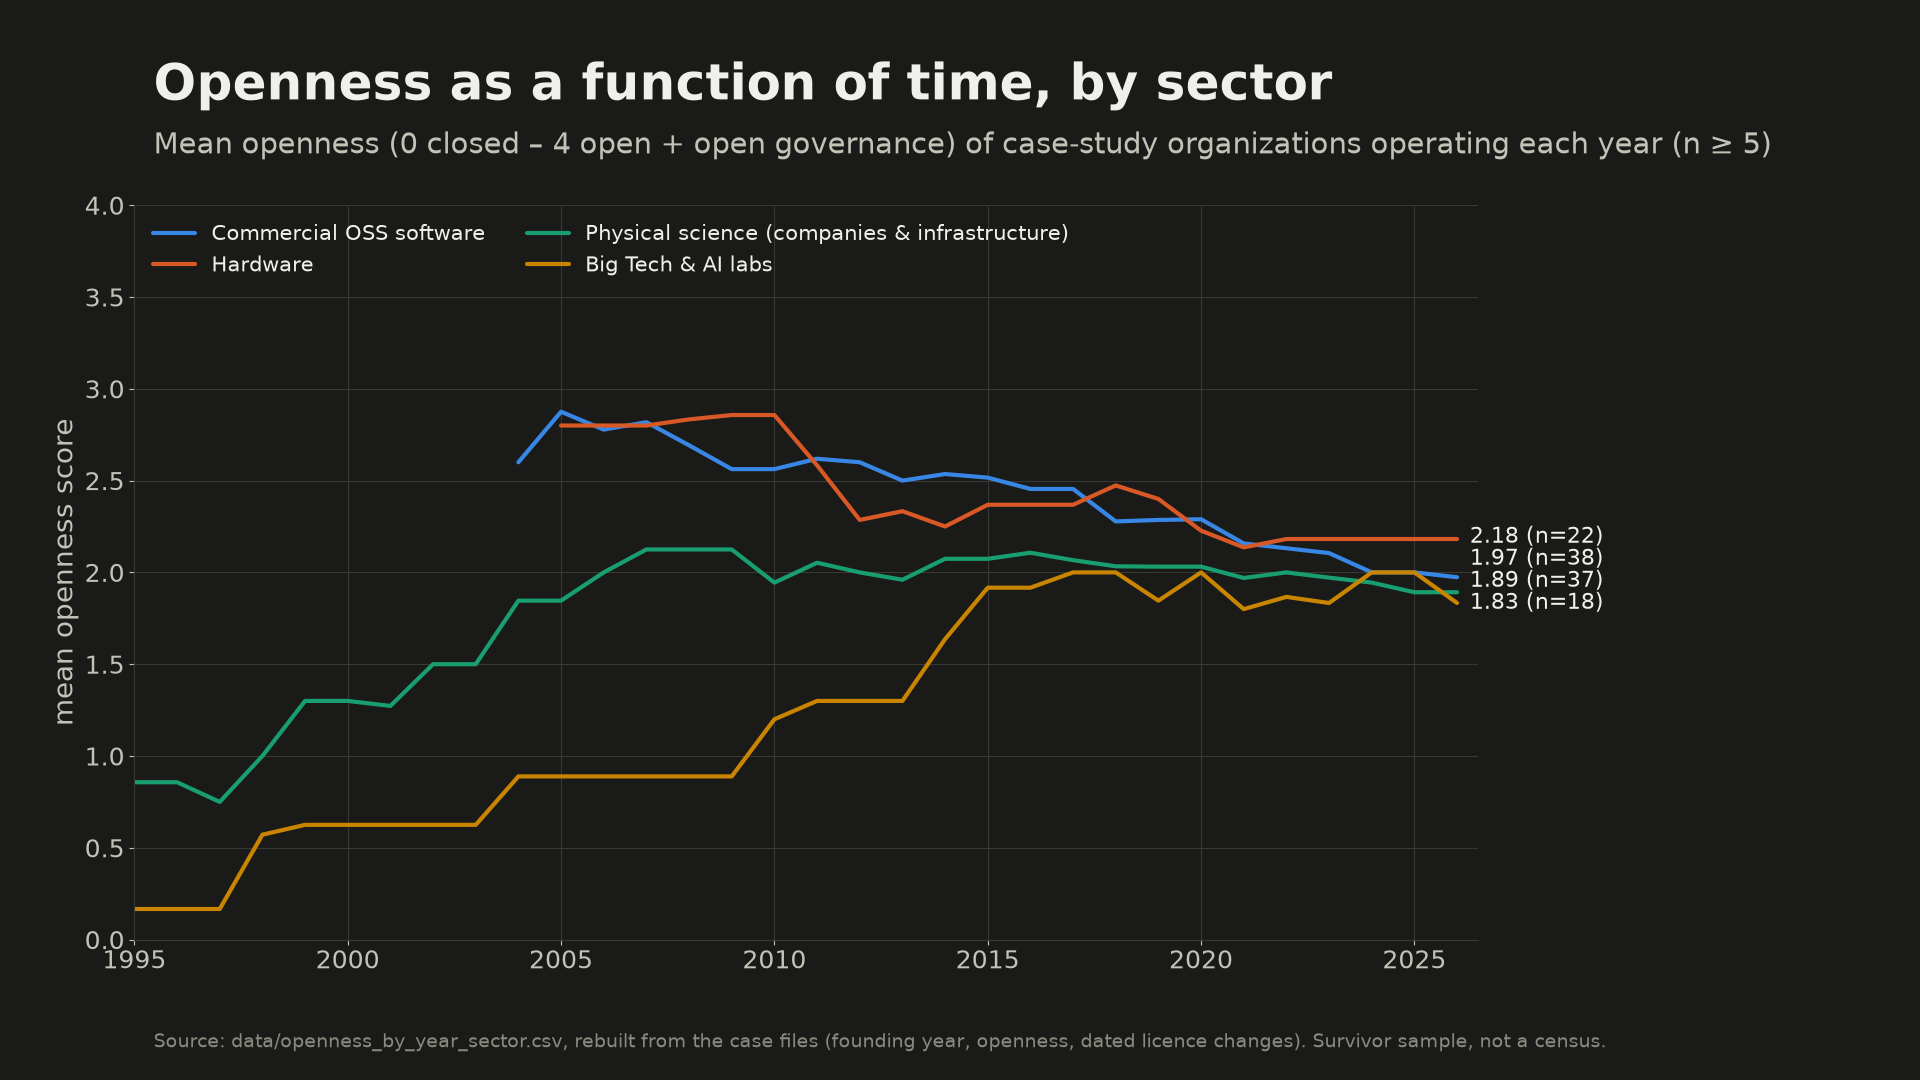 Openness as a function of time, by sector
Mean openness (0 closed – 4 open + open governance) of case-study organizations operating each year (n ≥ 5)
Commercial OSS software
Hardware
Physical science (companies & infrastructure)
Big Tech & AI labs
mean openness score
4.0
3.5
3.0
2.5
2.0
1.5
1.0
0.5
0.0
1995
2000
2005
2010
2015
2020
2025
2.18 (n=22)
1.97 (n=38)
1.89 (n=37)
1.83 (n=18)
Source: data/openness_by_year_sector.csv, rebuilt from the case files (founding year, openness, dated licence changes). Survivor sample, not a census.